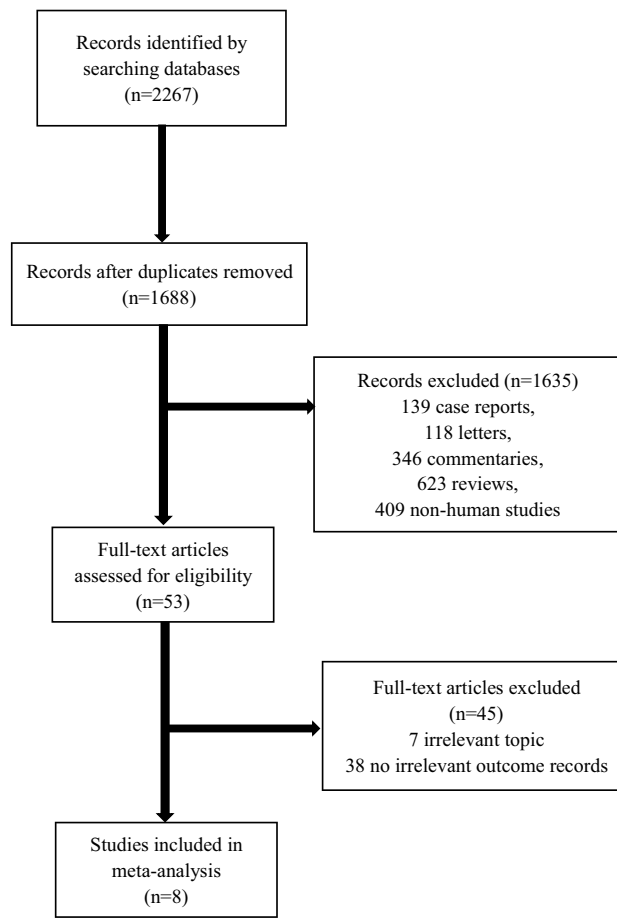 Records identified by
searching databases
(n=2267)
Records after duplicates removed
(n=1688)
Records excluded (n=1635)
139 case reports,
118 letters,
346 commentaries,
623 reviews,
409 non-human studies
Full-text articles
assessed for eligibility
(n=53)
Full-text articles excluded
(n=45)
7 irrelevant topic
38 no irrelevant outcome records
Studies included in
meta-analysis
(n=8)